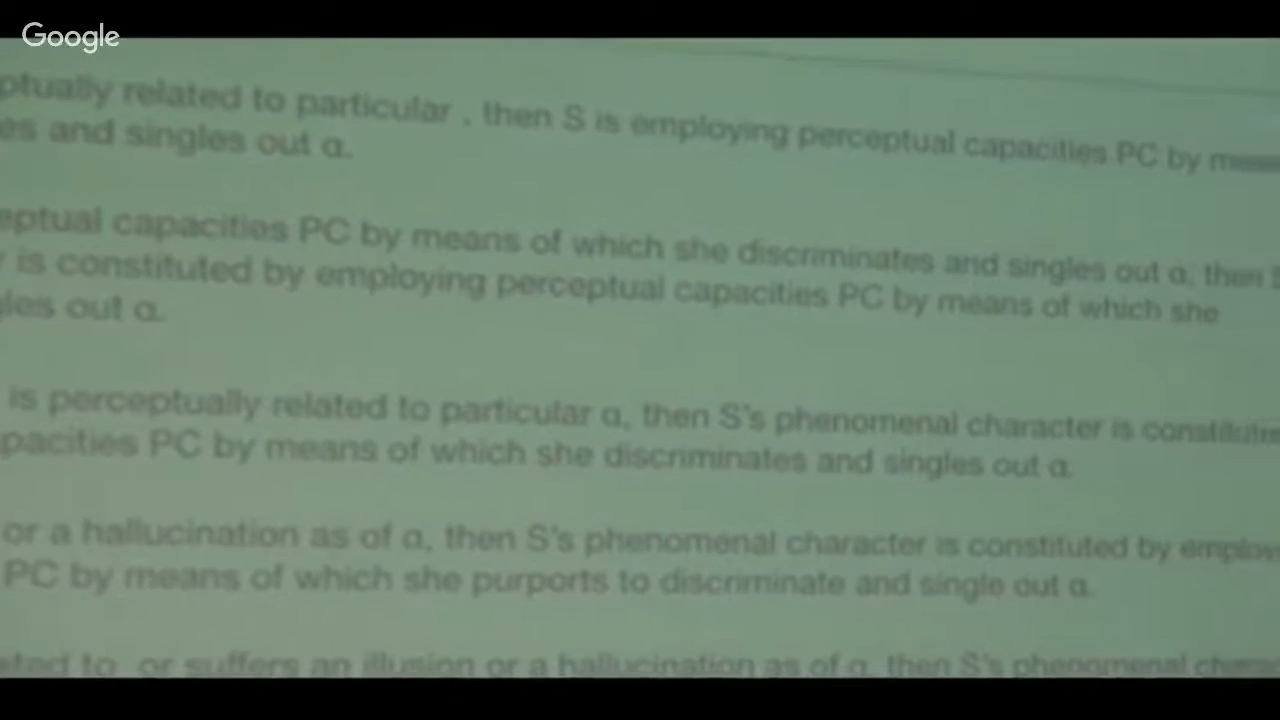 Google
ptually related to particular , then S is employing perceptual capacities PC by
es and singles out α.
eptual capacities PC by means of which she discriminates and singles out α, then
is constituted by employing perceptual capacities PC by means of which she
gles out α.
is perceptually related to particular α, then S's phenomenal character is
pacities PC by means of which she discriminates and singles out α.
or a hallucination as of α, then S's phenomenal character is constituted by
PC by means of which she purports to discriminate and single out α.
ated to or suffers an illusion or a hallucination as of α, then S's phenomenal